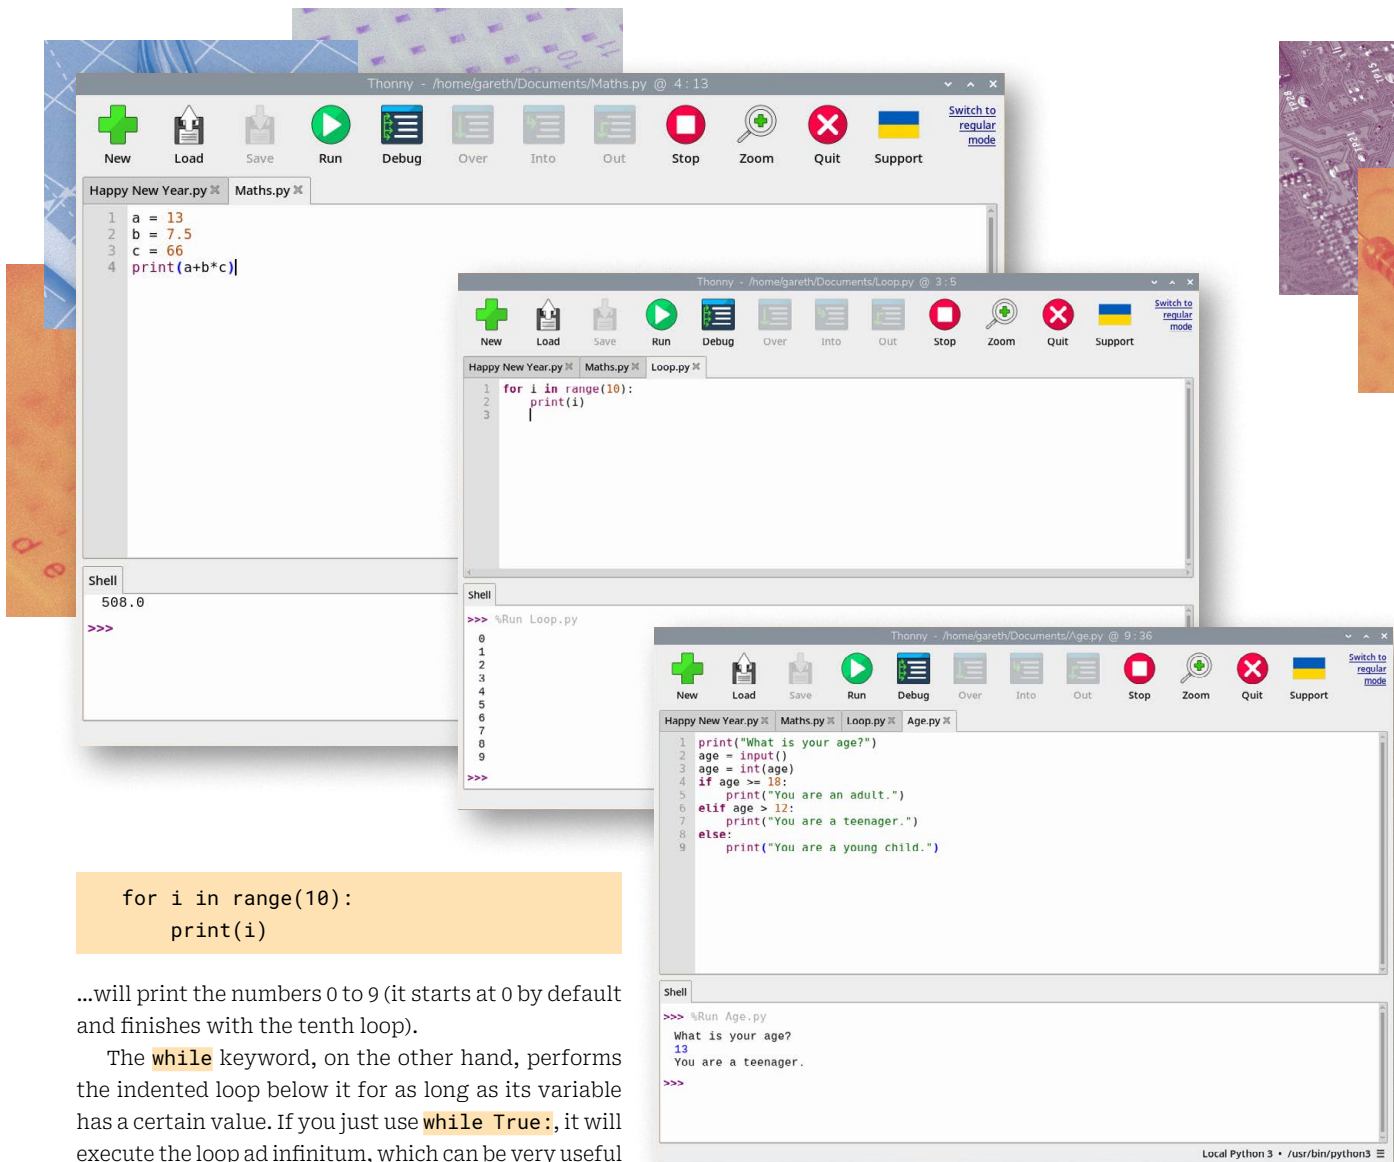 Thonny - /home/gareth/Documents/Maths.py @ 4:13
New Load Save Run Debug Over Into Out Stop Zoom Quit Support
Switch to
regular
mode
Happy New Year.py Maths.py
1 a = 13
2 b = 7.5
3 c = 66
4 print(a+b*c)
Shell
508.0
>>>
Thonny - /home/gareth/Documents/Loop.py @ 3:5
New Load Save Run Debug Over Into Out Stop Zoom Quit Support
Switch to
regular
mode
Happy New Year.py Maths.py Loop.py
1 for i in range(10):
2     print(i)
3
Shell
>>> %Run Loop.py
0
1
2
3
4
5
6
7
8
9
>>>
Thonny - /home/gareth/Documents/Age.py @ 9:36
New Load Save Run Debug Over Into Out Stop Zoom Quit Support
Switch to
regular
mode
Happy New Year.py Maths.py Loop.py Age.py
1 print("What is your age?")
2 age = input()
3 age = int(age)
4 if age >= 18:
5     print("You are an adult.")
6 elif age > 12:
7     print("You are a teenager.")
8 else:
9     print("You are a young child.")
Shell
>>> %Run Age.py
What is your age?
13
You are a teenager.
>>>
Local Python 3 • /usr/bin/python3 ☰
for i in range(10):
    print(i)
...will print the numbers 0 to 9 (it starts at 0 by default
and finishes with the tenth loop).
The while keyword, on the other hand, performs
the indented loop below it for as long as its variable
has a certain value. If you just use while True:, it will
execute the loop ad infinitum, which can be very useful
10
11
d
e
TP28
TP15
TP21